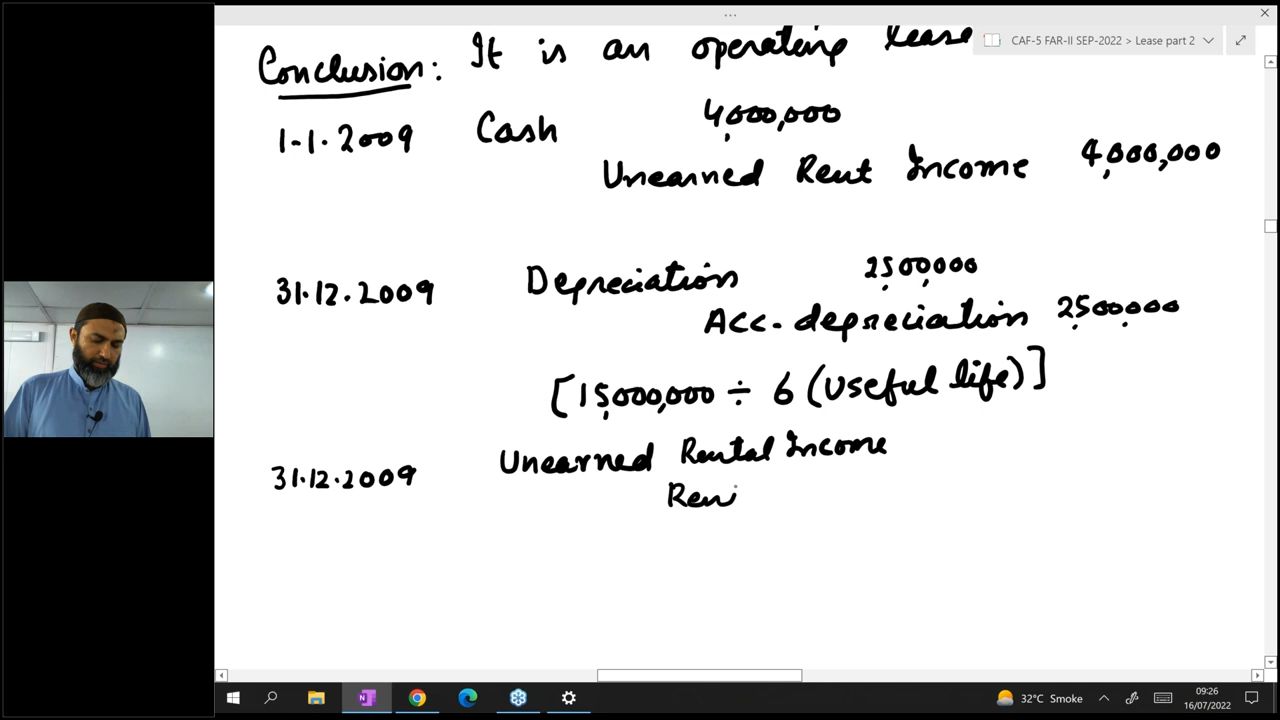 CAF-5 FAR-II SEP-2022 > Lease part 2
Conclusion: It is an operating lease
1.1.2009 Cash 4,000,000
Unearned Rent Income 4,000,000
31.12.2009 Depreciation 2,500,000
Acc. depreciation 2,500,000
[15,000,000 ÷ 6 (Useful life)]
31.12.2009 Unearned Rental Income
Ren
32°C Smoke
09:26
16/07/2022